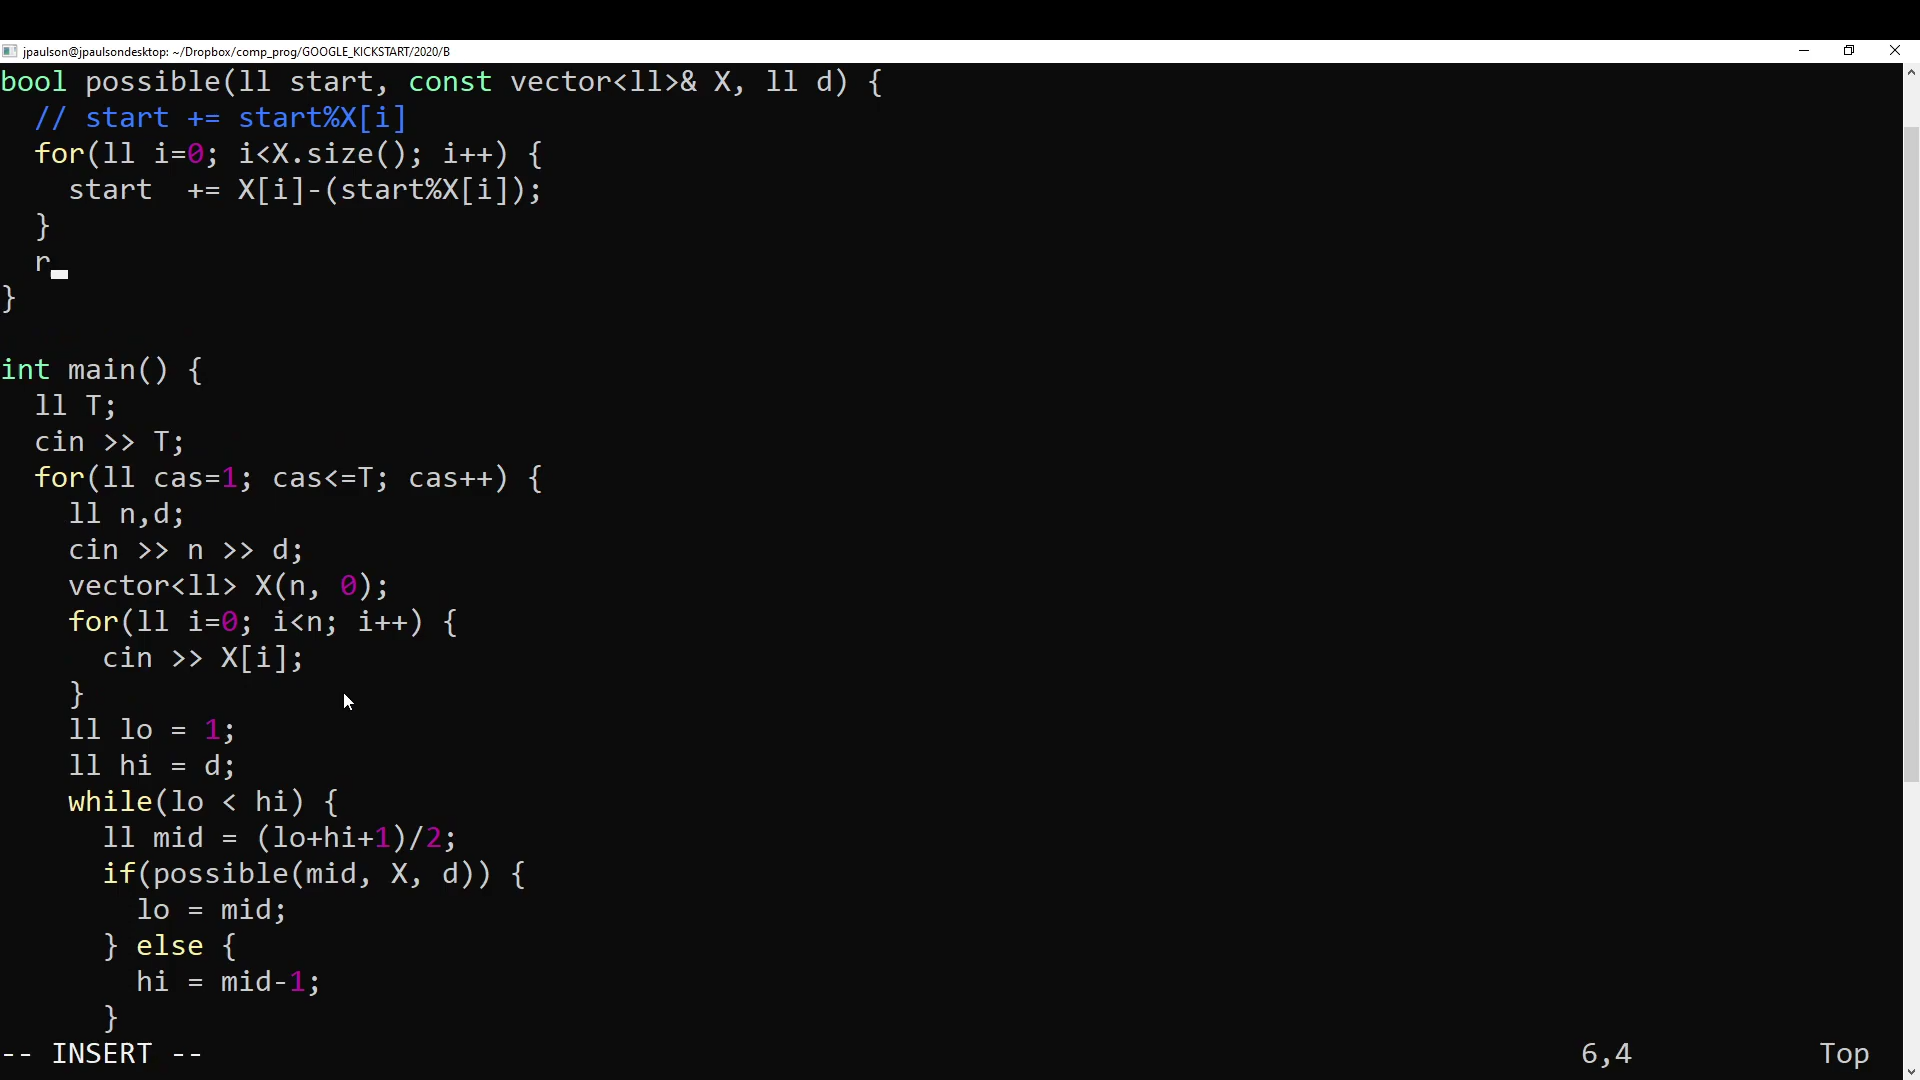 jpaulson@jpaulsondesktop: ~/Dropbox/comp_prog/GOOGLE_KICKSTART/2020/B
bool possible(ll start, const vector<ll>& X, ll d) {
  // start += start%X[i]
  for(ll i=0; i<X.size(); i++) {
    start  += X[i]-(start%X[i]);
  }
  r
}

int main() {
  ll T;
  cin >> T;
  for(ll cas=1; cas<=T; cas++) {
    ll n,d;
    cin >> n >> d;
    vector<ll> X(n, 0);
    for(ll i=0; i<n; i++) {
      cin >> X[i];
    }
    ll lo = 1;
    ll hi = d;
    while(lo < hi) {
      ll mid = (lo+hi+1)/2;
      if(possible(mid, X, d)) {
        lo = mid;
      } else {
        hi = mid-1;
      }
-- INSERT -- 6,4 Top